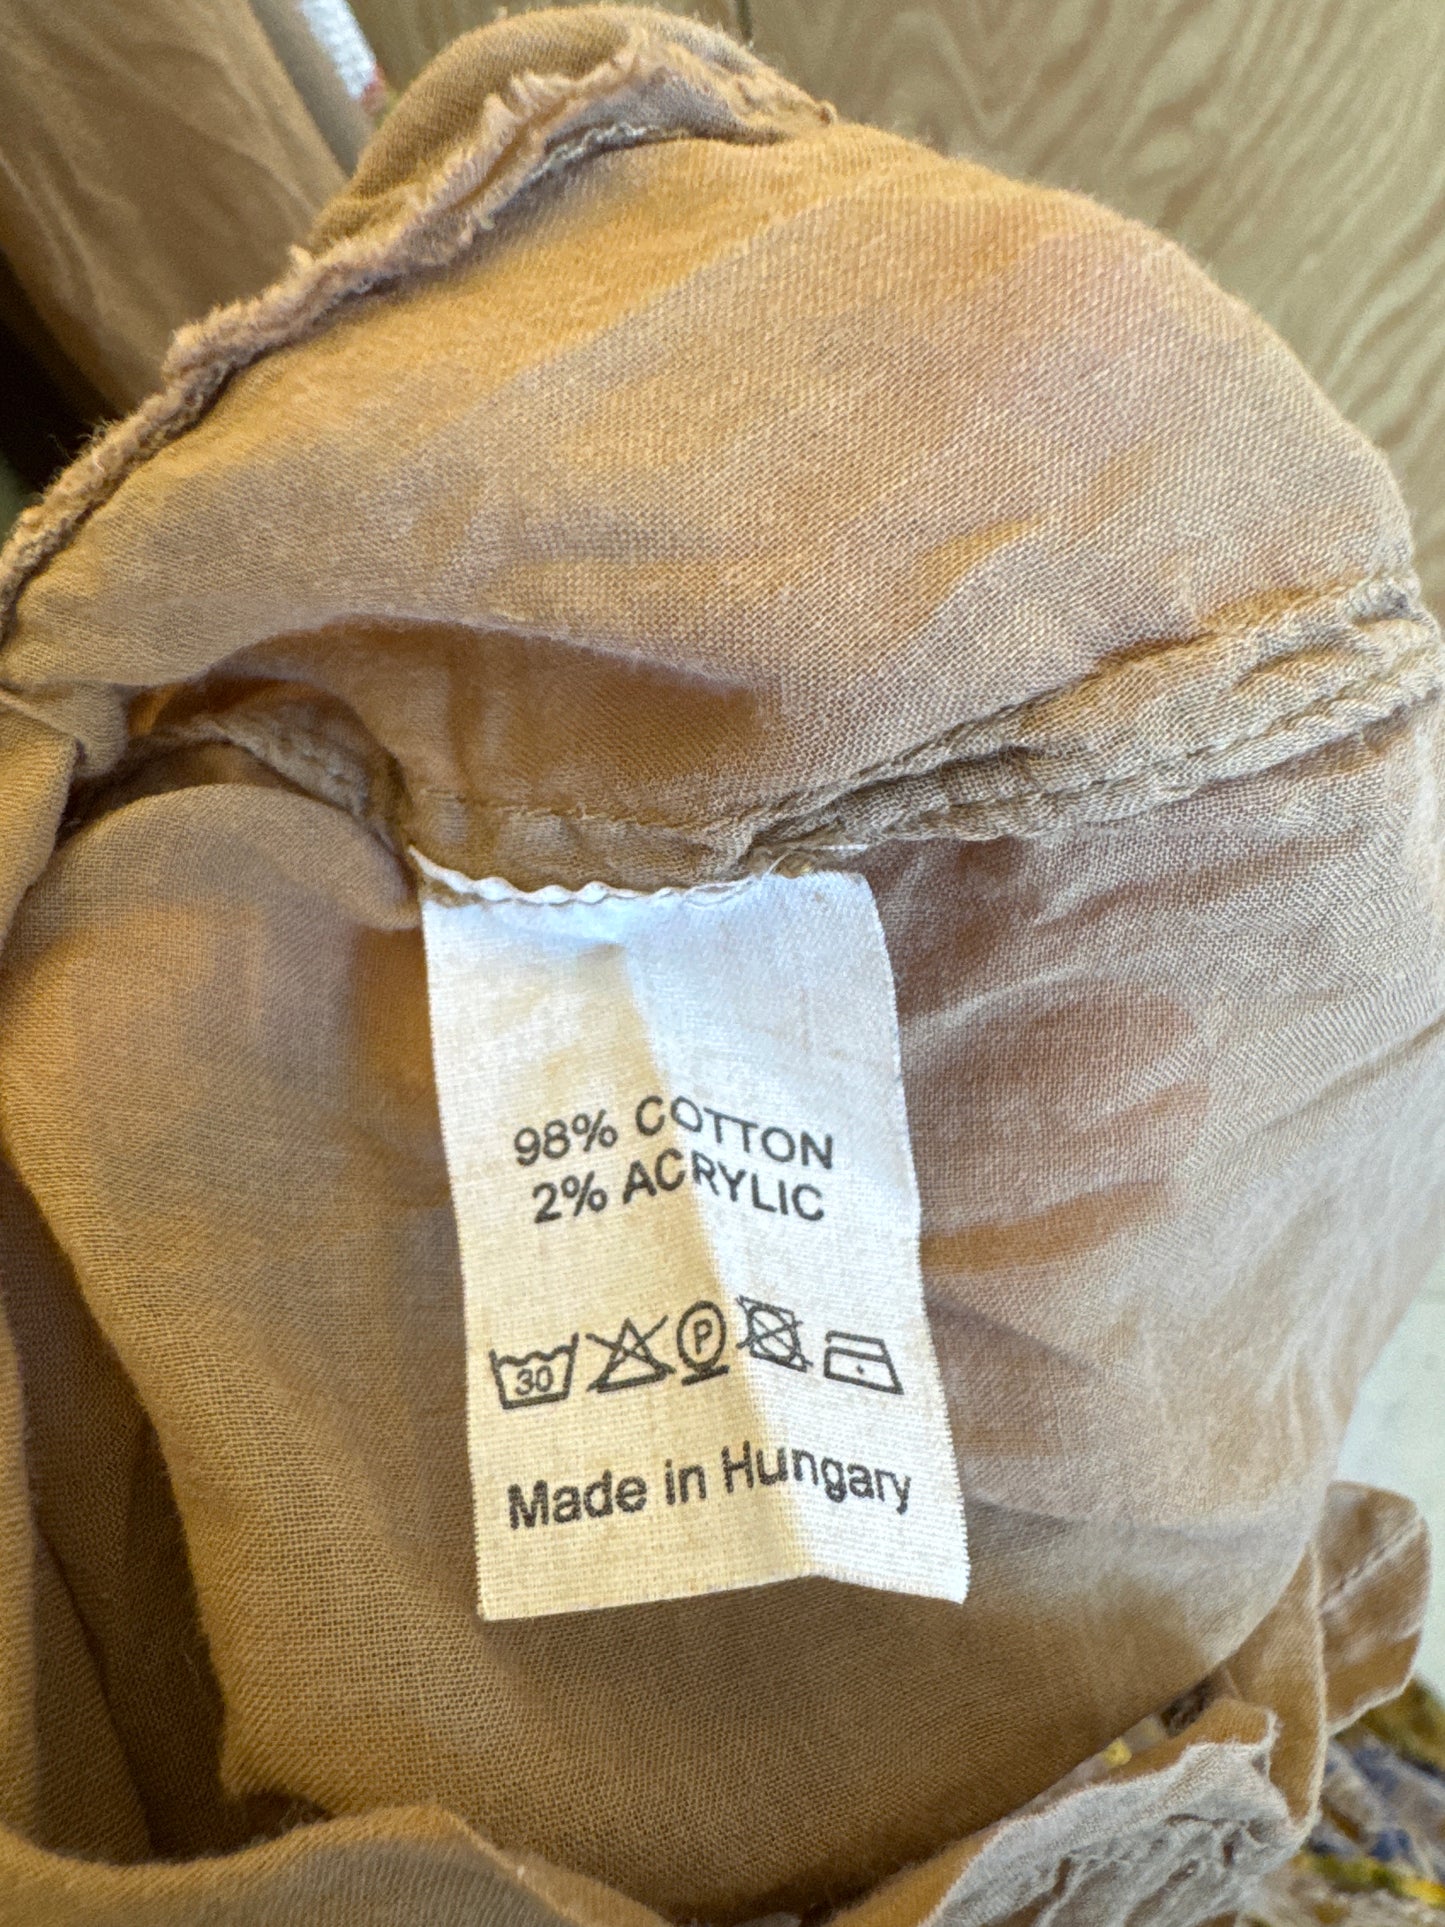 98% COTTON
2% ACRYLIC
30 P
Made in Hungary